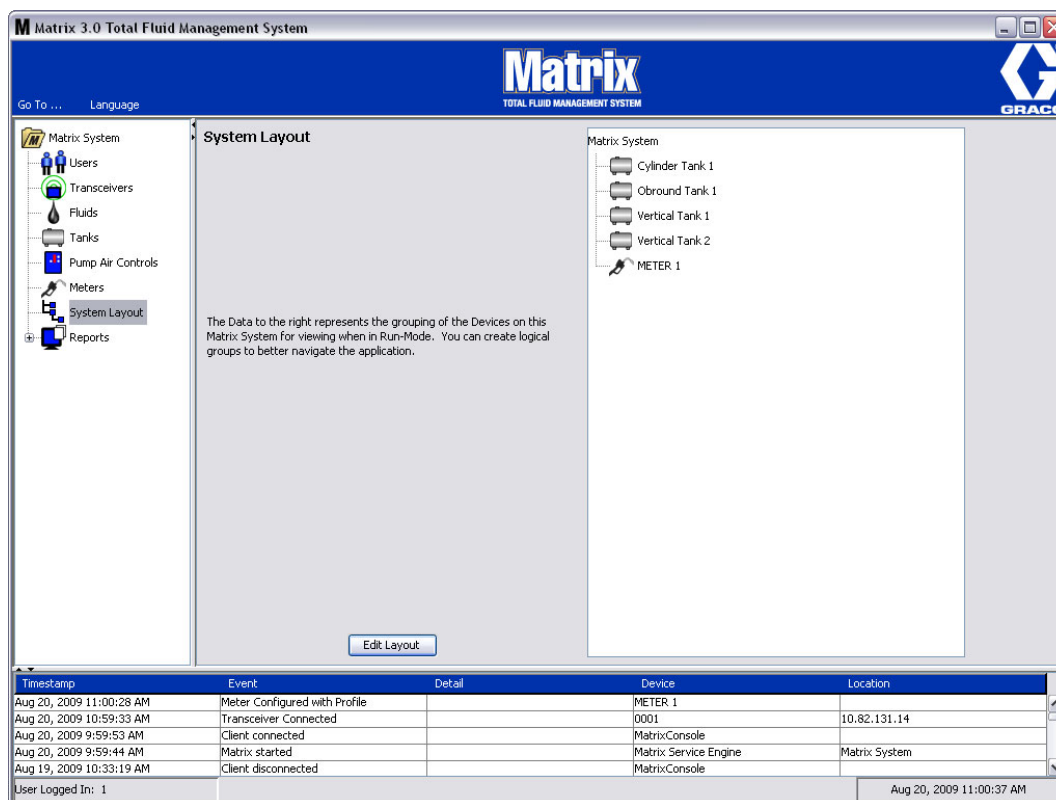 M Matrix 3.0 Total Fluid Management System
Matrix
TOTAL FLUID MANAGEMENT SYSTEM
GRACO
Go To ... Language
Matrix System
Users
Transceivers
Fluids
Tanks
Pump Air Controls
Meters
System Layout
Reports
System Layout
The Data to the right represents the grouping of the Devices on this
Matrix System for viewing when in Run-Mode. You can create logical
groups to better navigate the application.
Edit Layout
Matrix System
Cylinder Tank 1
Obround Tank 1
Vertical Tank 1
Vertical Tank 2
METER 1
Timestamp Event Detail Device Location
Aug 20, 2009 11:00:28 AM Meter Configured with Profile METER 1
Aug 20, 2009 10:59:33 AM Transceiver Connected 0001 10.82.131.14
Aug 20, 2009 9:59:53 AM Client connected MatrixConsole
Aug 20, 2009 9:59:44 AM Matrix started Matrix Service Engine Matrix System
Aug 19, 2009 10:33:19 AM Client disconnected MatrixConsole
User Logged In: 1 Aug 20, 2009 11:00:37 AM